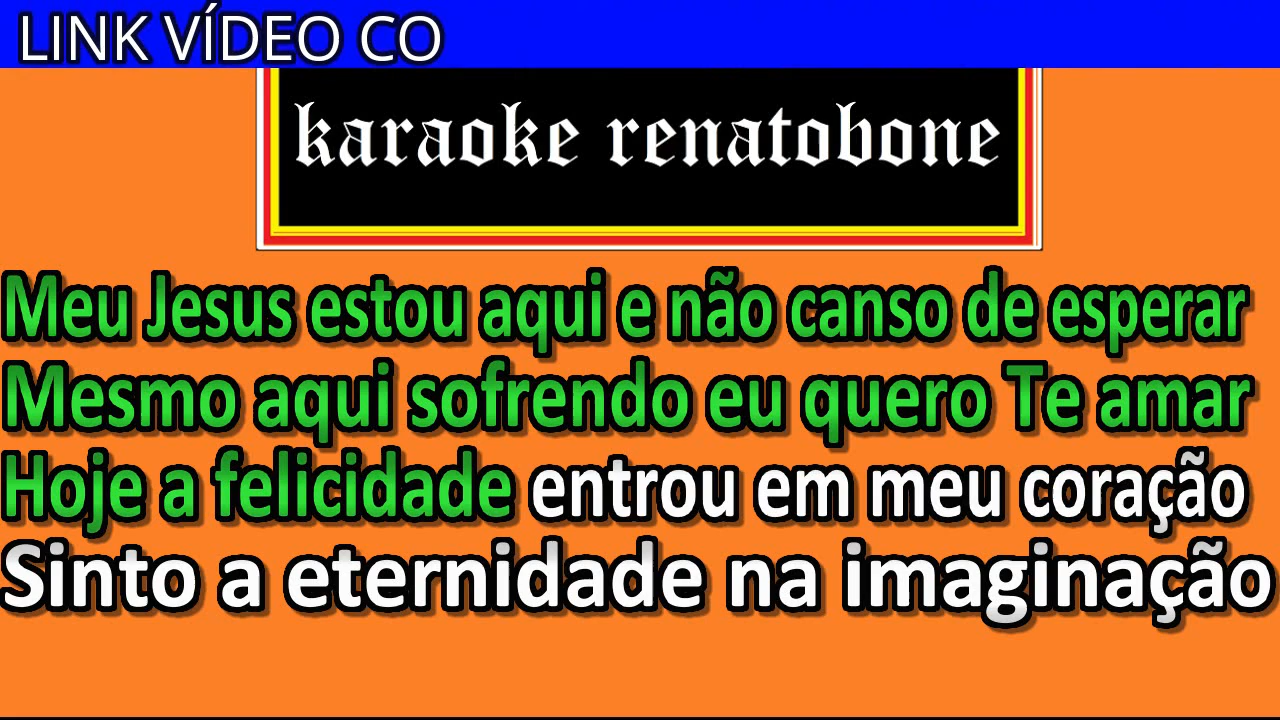 LINK VÍDEO CO
karaoke renatobone
Meu Jesus estou aqui e não canso de esperar
Mesmo aqui sofrendo eu quero Te amar
Hoje a felicidade entrou em meu coração
Sinto a eternidade na imaginação